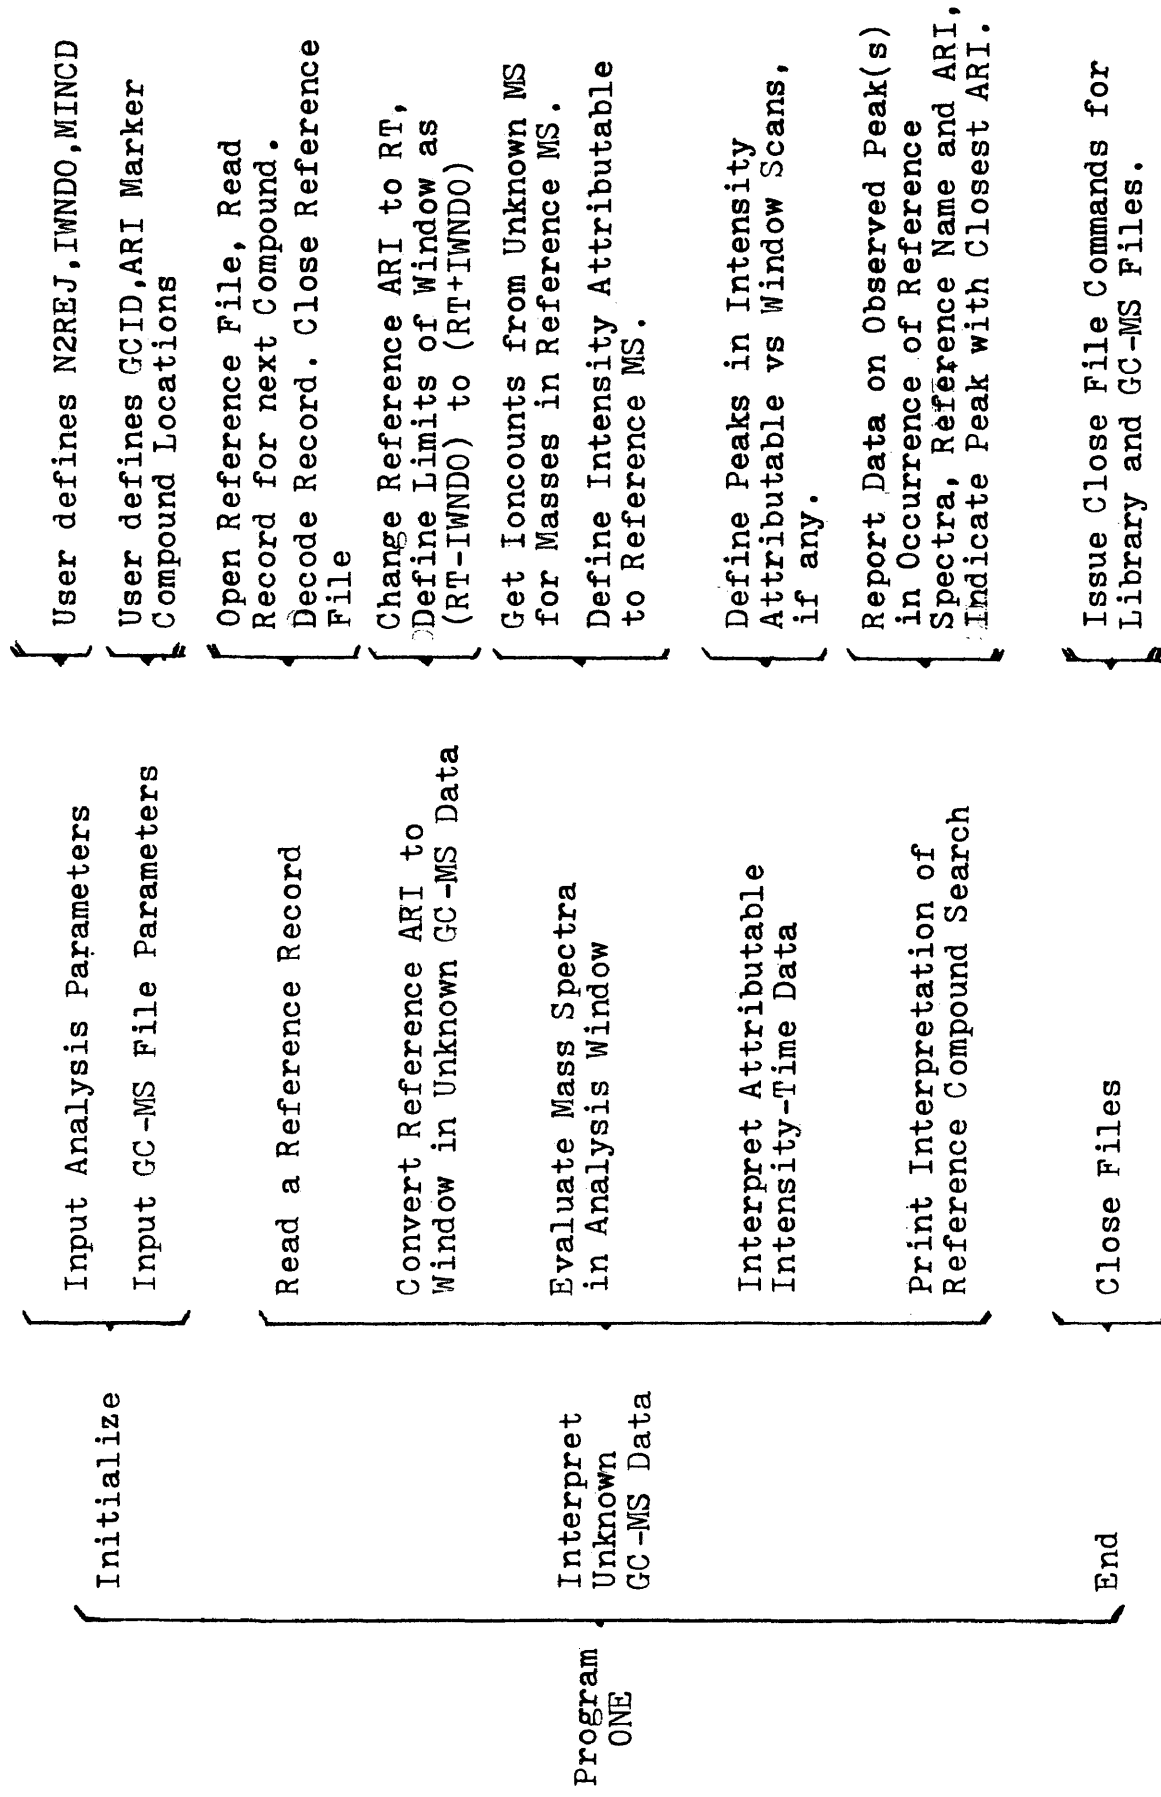 Program
ONE
Initialize
Input Analysis Parameters
User defines N2REJ,IWNDO,MINCD
Input GC-MS File Parameters
User defines GCID,ARI Marker
Compound Locations
Interpret
Unknown
GC-MS Data
Read a Reference Record
Open Reference File, Read
Record for next Compound.
Decode Record. Close Reference
File
Convert Reference ARI to
Window in Unknown GC-MS Data
Change Reference ARI to RT,
Define Limits of Window as
(RT-IWNDO) to (RT+IWNDO)
Evaluate Mass Spectra
in Analysis Window
Get Ioncounts from Unknown MS
for Masses in Reference MS.
Define Intensity Attributable
to Reference MS.
Interpret Attributable
Intensity-Time Data
Define Peaks in Intensity
Attributable vs Window Scans,
if any.
Print Interpretation of
Reference Compound Search
Report Data on Observed Peak(s)
in Occurrence of Reference
Spectra, Reference Name and ARI,
Indicate Peak with Closest ARI.
End
Close Files
Issue Close File Commands for
Library and GC-MS Files.